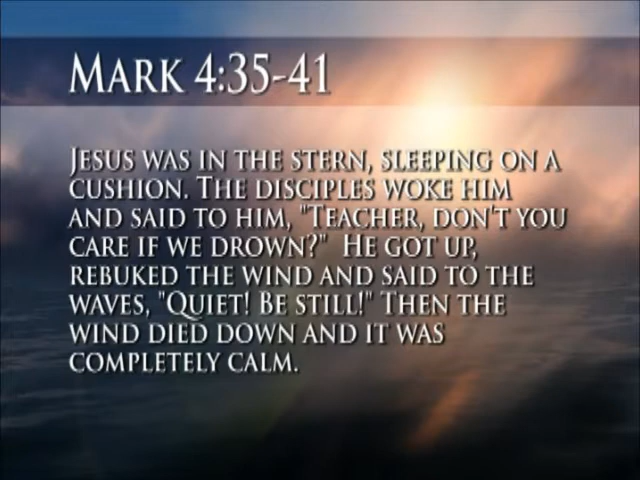 Mark 4:35-41
Jesus was in the stern, sleeping on a
cushion. The disciples woke him
and said to him, "Teacher, don't you
care if we drown?"  He got up,
rebuked the wind and said to the
waves, "Quiet! Be still!" Then the
wind died down and it was
completely calm.